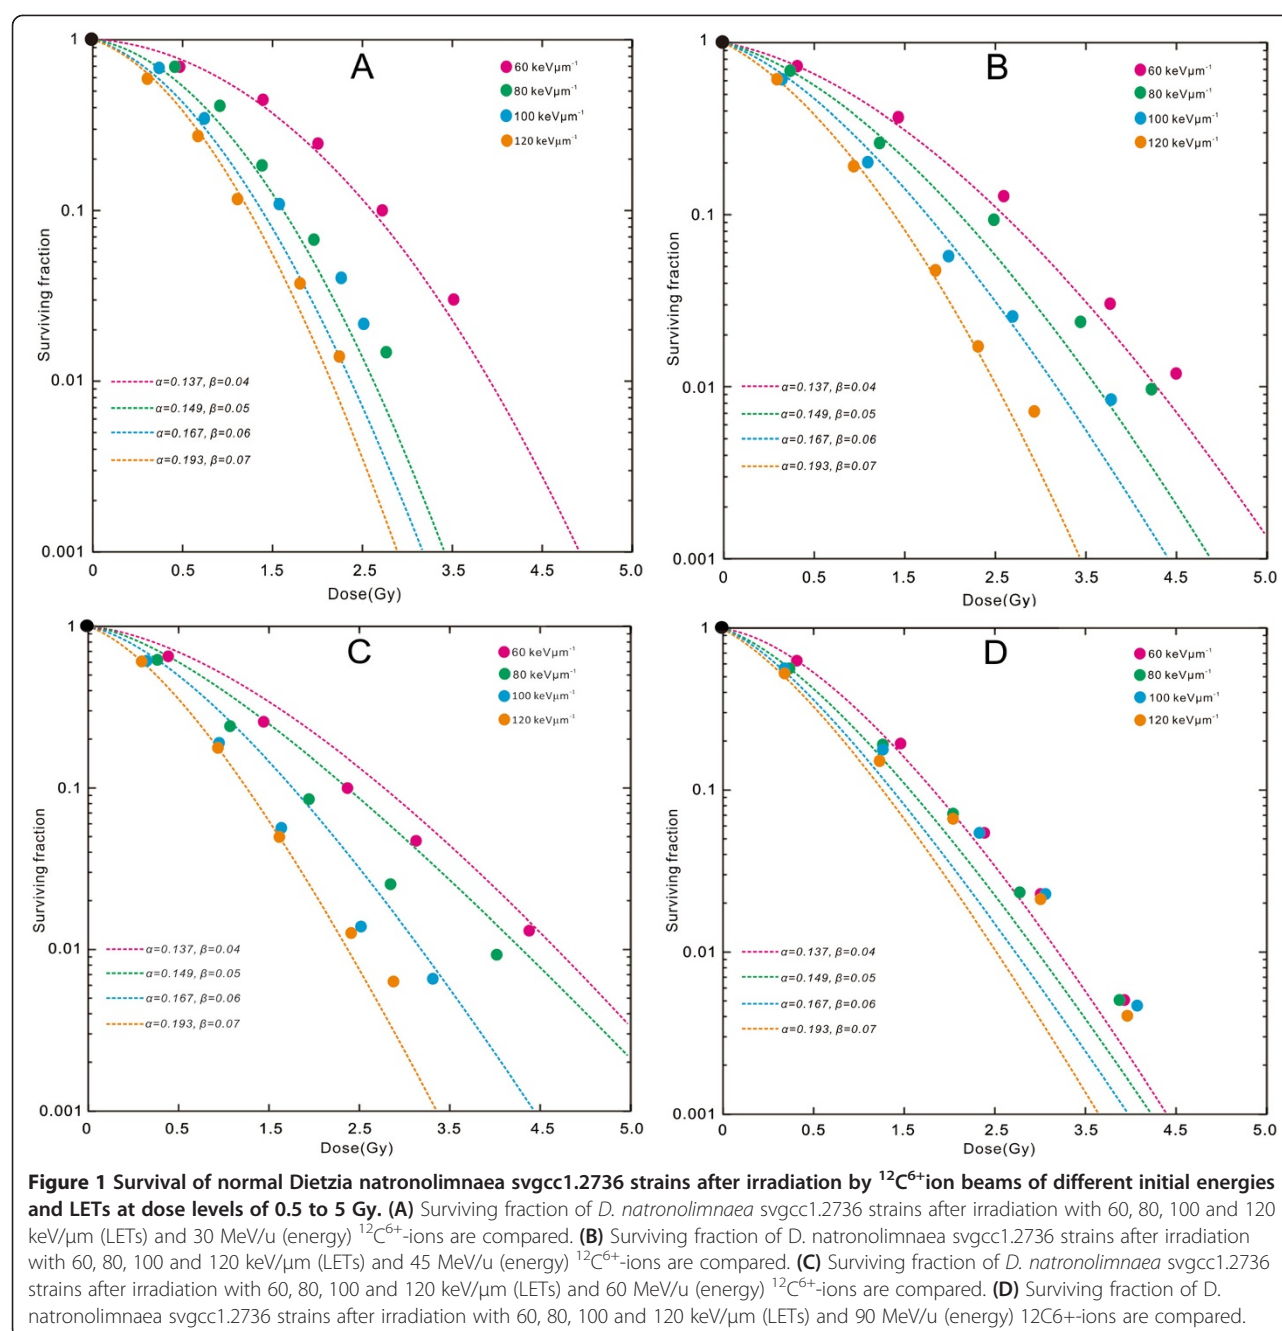 A
1
0.1
0.01
0.001
Surviving fraction
60 keVμm⁻¹
80 keVμm⁻¹
100 keVμm⁻¹
120 keVμm⁻¹
α=0.137, β=0.04
α=0.149, β=0.05
α=0.167, β=0.06
α=0.193, β=0.07
0 0.5 1.5 2.5 3.5 4.5 5.0
Dose(Gy)
B
1
0.1
0.01
0.001
Surviving fraction
60 keVμm⁻¹
80 keVμm⁻¹
100 keVμm⁻¹
120 keVμm⁻¹
α=0.137, β=0.04
α=0.149, β=0.05
α=0.167, β=0.06
α=0.193, β=0.07
0 0.5 1.5 2.5 3.5 4.5 5.0
Dose(Gy)
C
1
0.1
0.01
0.001
Surviving fraction
60 keVμm⁻¹
80 keVμm⁻¹
100 keVμm⁻¹
120 keVμm⁻¹
α=0.137, β=0.04
α=0.149, β=0.05
α=0.167, β=0.06
α=0.193, β=0.07
0 0.5 1.5 2.5 3.5 4.5 5.0
Dose(Gy)
D
1
0.1
0.01
0.001
Surviving fraction
60 keVμm⁻¹
80 keVμm⁻¹
100 keVμm⁻¹
120 keVμm⁻¹
α=0.137, β=0.04
α=0.149, β=0.05
α=0.167, β=0.06
α=0.193, β=0.07
0 0.5 1.5 2.5 3.5 4.5 5.0
Dose(Gy)
Figure 1 Survival of normal Dietzia natronolimnaea svgcc1.2736 strains after irradiation by ¹²C⁶⁺ion beams of different initial energies
and LETs at dose levels of 0.5 to 5 Gy. (A) Surviving fraction of D. natronolimnaea svgcc1.2736 strains after irradiation with 60, 80, 100 and 120
keV/μm (LETs) and 30 MeV/u (energy) ¹²C⁶⁺-ions are compared. (B) Surviving fraction of D. natronolimnaea svgcc1.2736 strains after irradiation
with 60, 80, 100 and 120 keV/μm (LETs) and 45 MeV/u (energy) ¹²C⁶⁺-ions are compared. (C) Surviving fraction of D. natronolimnaea svgcc1.2736
strains after irradiation with 60, 80, 100 and 120 keV/μm (LETs) and 60 MeV/u (energy) ¹²C⁶⁺-ions are compared. (D) Surviving fraction of D.
natronolimnaea svgcc1.2736 strains after irradiation with 60, 80, 100 and 120 keV/μm (LETs) and 90 MeV/u (energy) 12C6+-ions are compared.